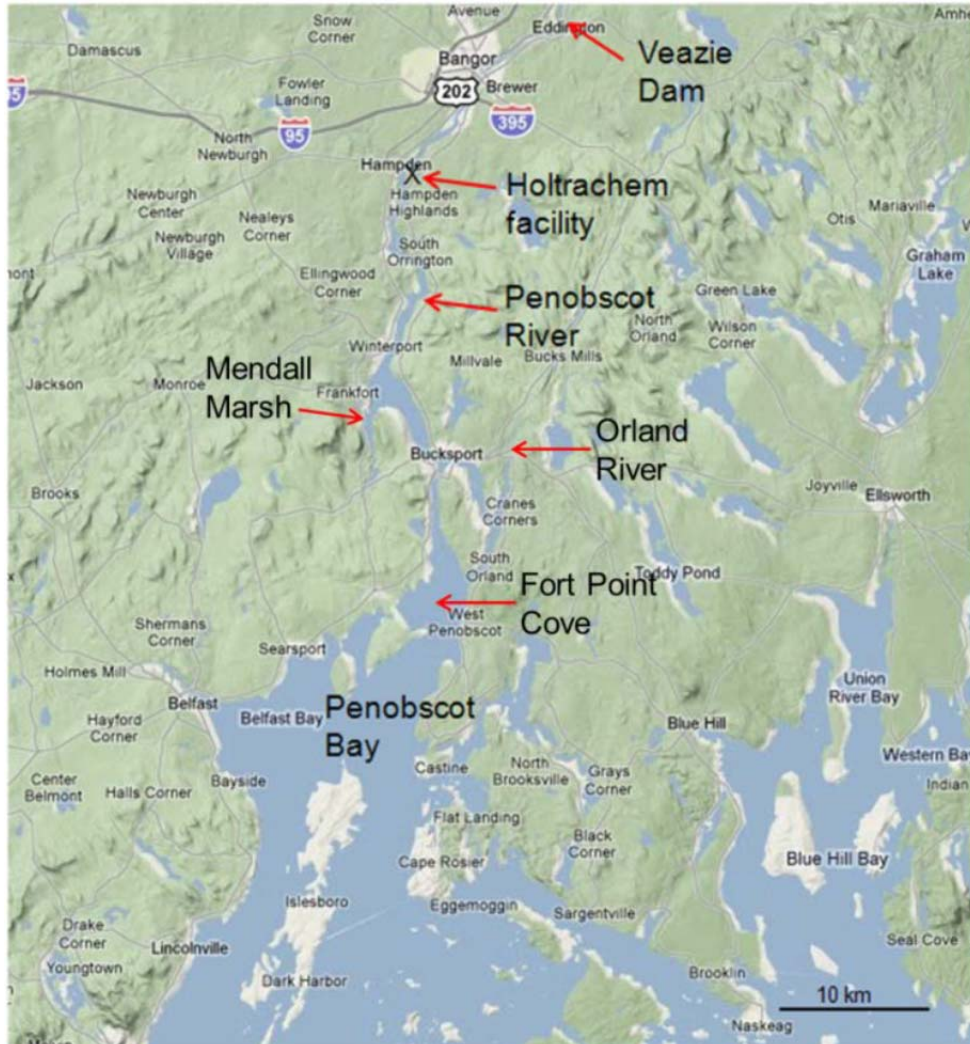 Avenue
Snow
Corner
Eddington
Damascus
Bangor
Veazie
Dam
Fowler
Landing
202
Brewer
95
395
North
Newburgh
Hampden
X
Holtrachem
facility
Hampden
Highlands
Newburgh
Center
Nealeys
Corner
Otis
Mariaville
Newburgh
Village
South
Orrington
Graham
Lake
Ellingwood
Corner
Green Lake
Penobscot
River
North
Orland
Wilson
Corner
Winterport
Millvale
Bucks Mills
Mendall
Marsh
Jackson
Monroe
Frankfort
Orland
River
Bucksport
Joyville
Ellsworth
Brooks
Cranes
Corners
South
Orland
Toddy Pond
Fort Point
Cove
West
Penobscot
Shermans
Corner
Searsport
Holmes Mill
Belfast
Union
River Bay
Hayford
Corner
Belfast Bay
Penobscot
Bay
Blue Hill
Western Bay
Center
Belmont
Halls Corner
Bayside
Castine
North
Brooksville
Grays
Corner
Indian
Flat Landing
Black
Corner
Cape Rosier
Blue Hill Bay
Islesboro
Eggemoggin
Sargentville
Drake
Corner
Lincolnville
Seal Cove
Youngtown
Dark Harbor
Brooklin
10 km
Naskeag